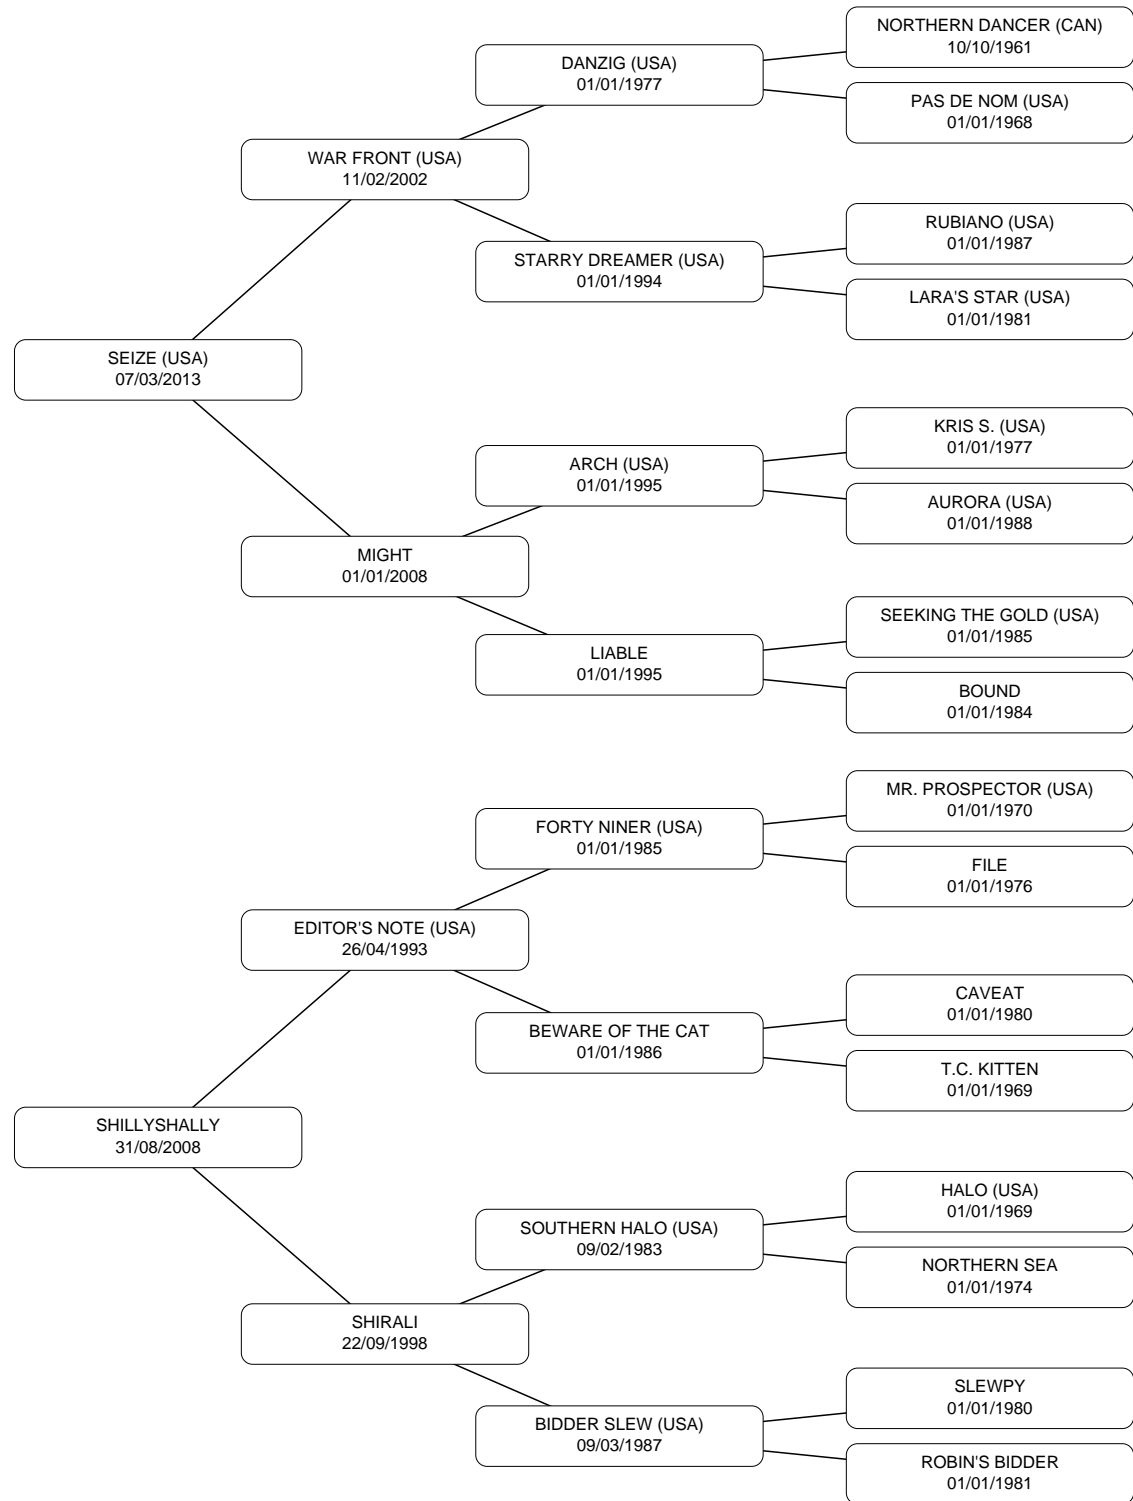 NORTHERN DANCER (CAN)
10/10/1961
DANZIG (USA)
01/01/1977
PAS DE NOM (USA)
01/01/1968
WAR FRONT (USA)
11/02/2002
RUBIANO (USA)
01/01/1987
STARRY DREAMER (USA)
01/01/1994
LARA'S STAR (USA)
01/01/1981
SEIZE (USA)
07/03/2013
KRIS S. (USA)
01/01/1977
ARCH (USA)
01/01/1995
AURORA (USA)
01/01/1988
MIGHT
01/01/2008
SEEKING THE GOLD (USA)
01/01/1985
LIABLE
01/01/1995
BOUND
01/01/1984
MR. PROSPECTOR (USA)
01/01/1970
FORTY NINER (USA)
01/01/1985
FILE
01/01/1976
EDITOR'S NOTE (USA)
26/04/1993
CAVEAT
01/01/1980
BEWARE OF THE CAT
01/01/1986
T.C. KITTEN
01/01/1969
SHILLYSHALLY
31/08/2008
HALO (USA)
01/01/1969
SOUTHERN HALO (USA)
09/02/1983
NORTHERN SEA
01/01/1974
SHIRALI
22/09/1998
SLEWPY
01/01/1980
BIDDER SLEW (USA)
09/03/1987
ROBIN'S BIDDER
01/01/1981